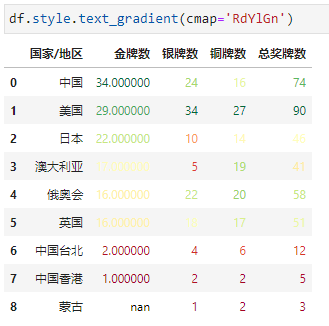 df.style.text_gradient(cmap='RdYlGn')
国家/地区 金牌数 银牌数 铜牌数 总奖牌数
0 中国 34.000000 24 16 74
1 美国 29.000000 34 27 90
2 日本 22.000000 10 14 46
3 澳大利亚 5 19 41
4 俄奥会 16.000000 22 20 58
5 英国 16.000000 17 51
6 中国台北 2.000000 4 6 12
7 中国香港 1.000000 2 2 5
8 蒙古 nan 1 2 3